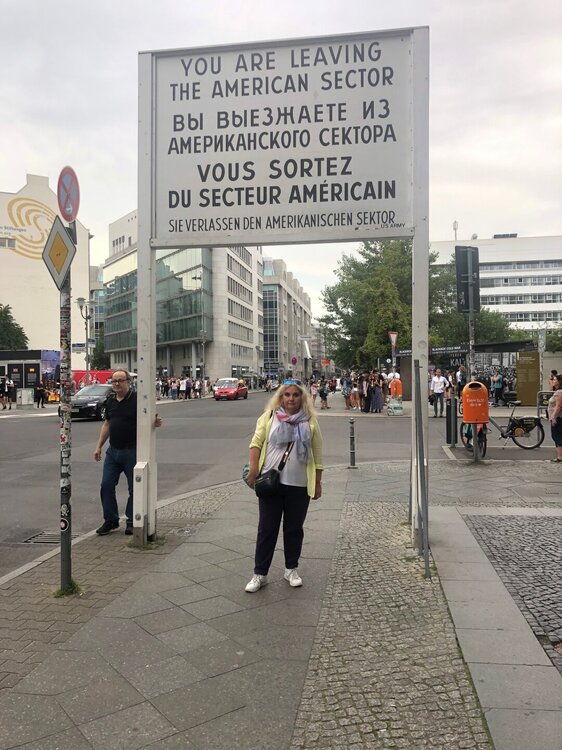 YOU ARE LEAVING
THE AMERICAN SECTOR
ВЫ ВЫЕЗЖАЕТЕ ИЗ
АМЕРИКАНСКОГО СЕКТОРА
VOUS SORTEZ
DU SECTEUR AMÉRICAIN
SIE VERLASSEN DEN AMERIKANISCHEN SEKTOR
US ARMY